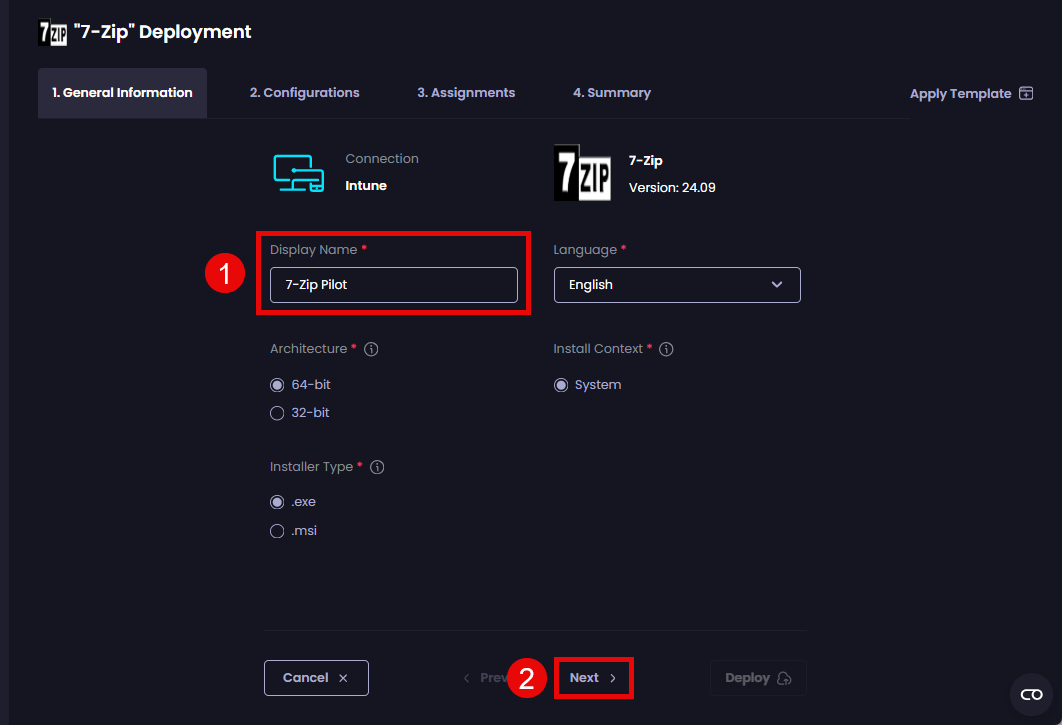 7ZIP "7-Zip" Deployment
1. General Information 2. Configurations 3. Assignments 4. Summary Apply Template
Connection
Intune
7ZIP
7-Zip
Version: 24.09
1
Display Name *
7-Zip Pilot
Language *
English
Architecture *
64-bit
32-bit
Install Context *
System
Installer Type *
.exe
.msi
Cancel
Prev
2
Next
Deploy